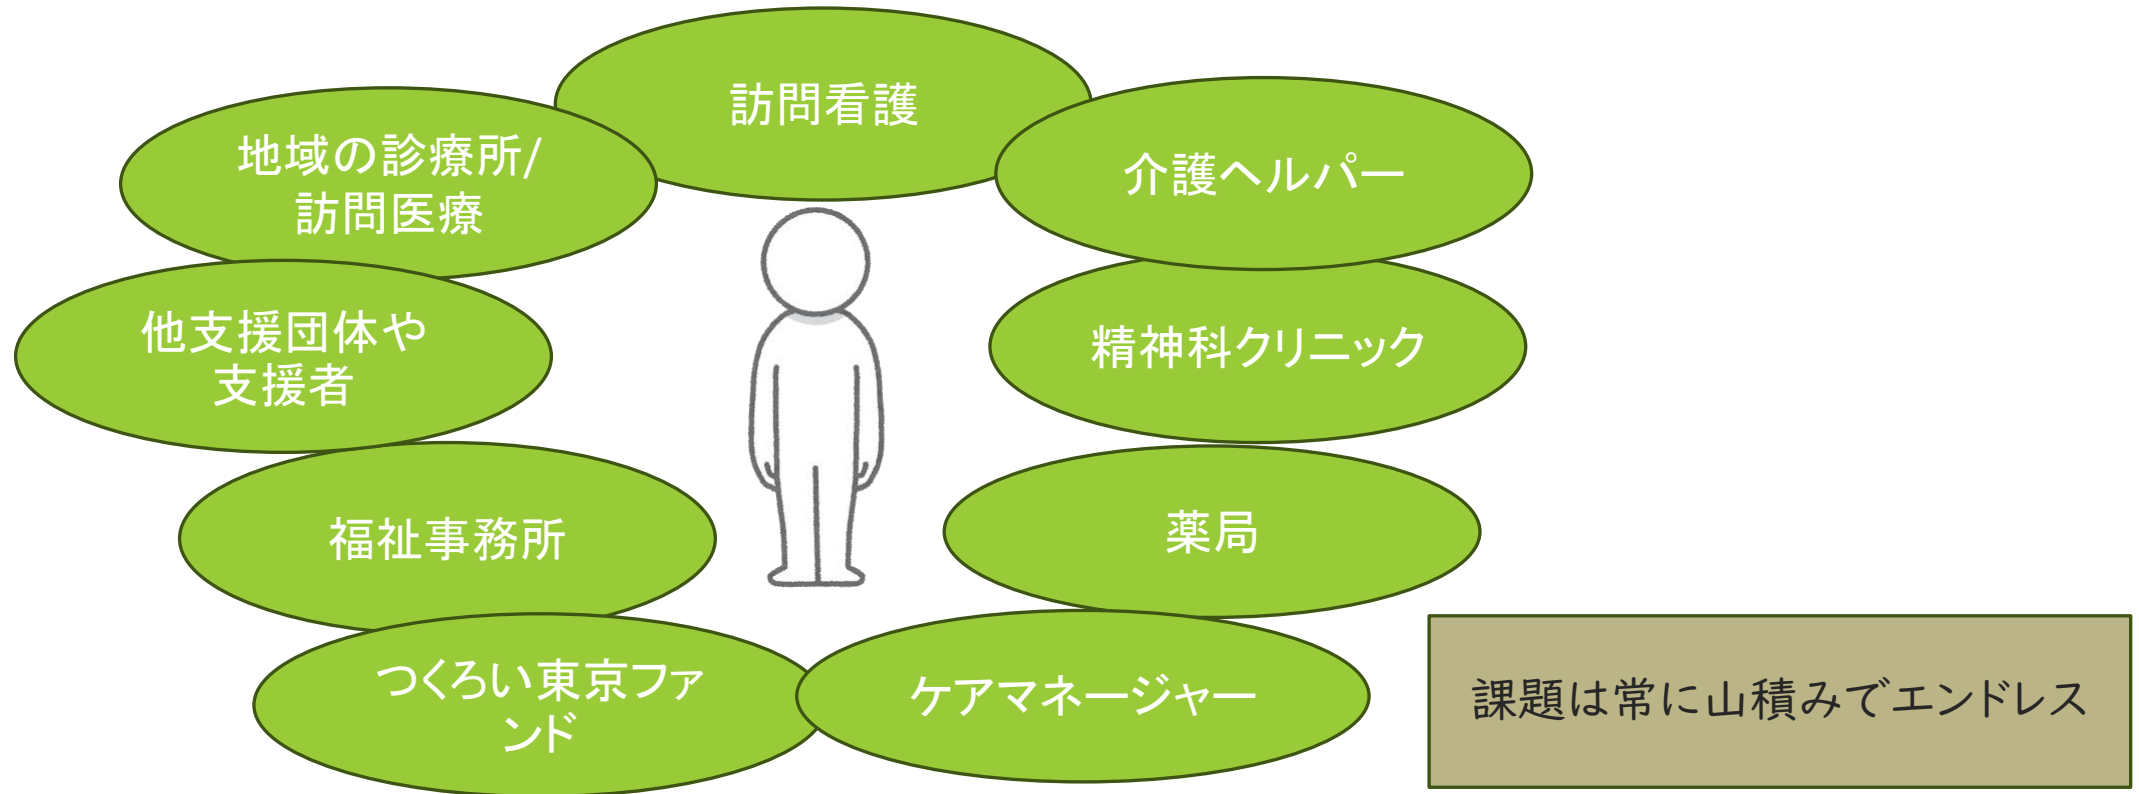 訪問看護
地域の診療所/
訪問医療
介護ヘルパー
他支援団体や
支援者
精神科クリニック
福祉事務所
薬局
つくろい東京ファ
ンド
ケアマネージャー
課題は常に山積みでエンドレス